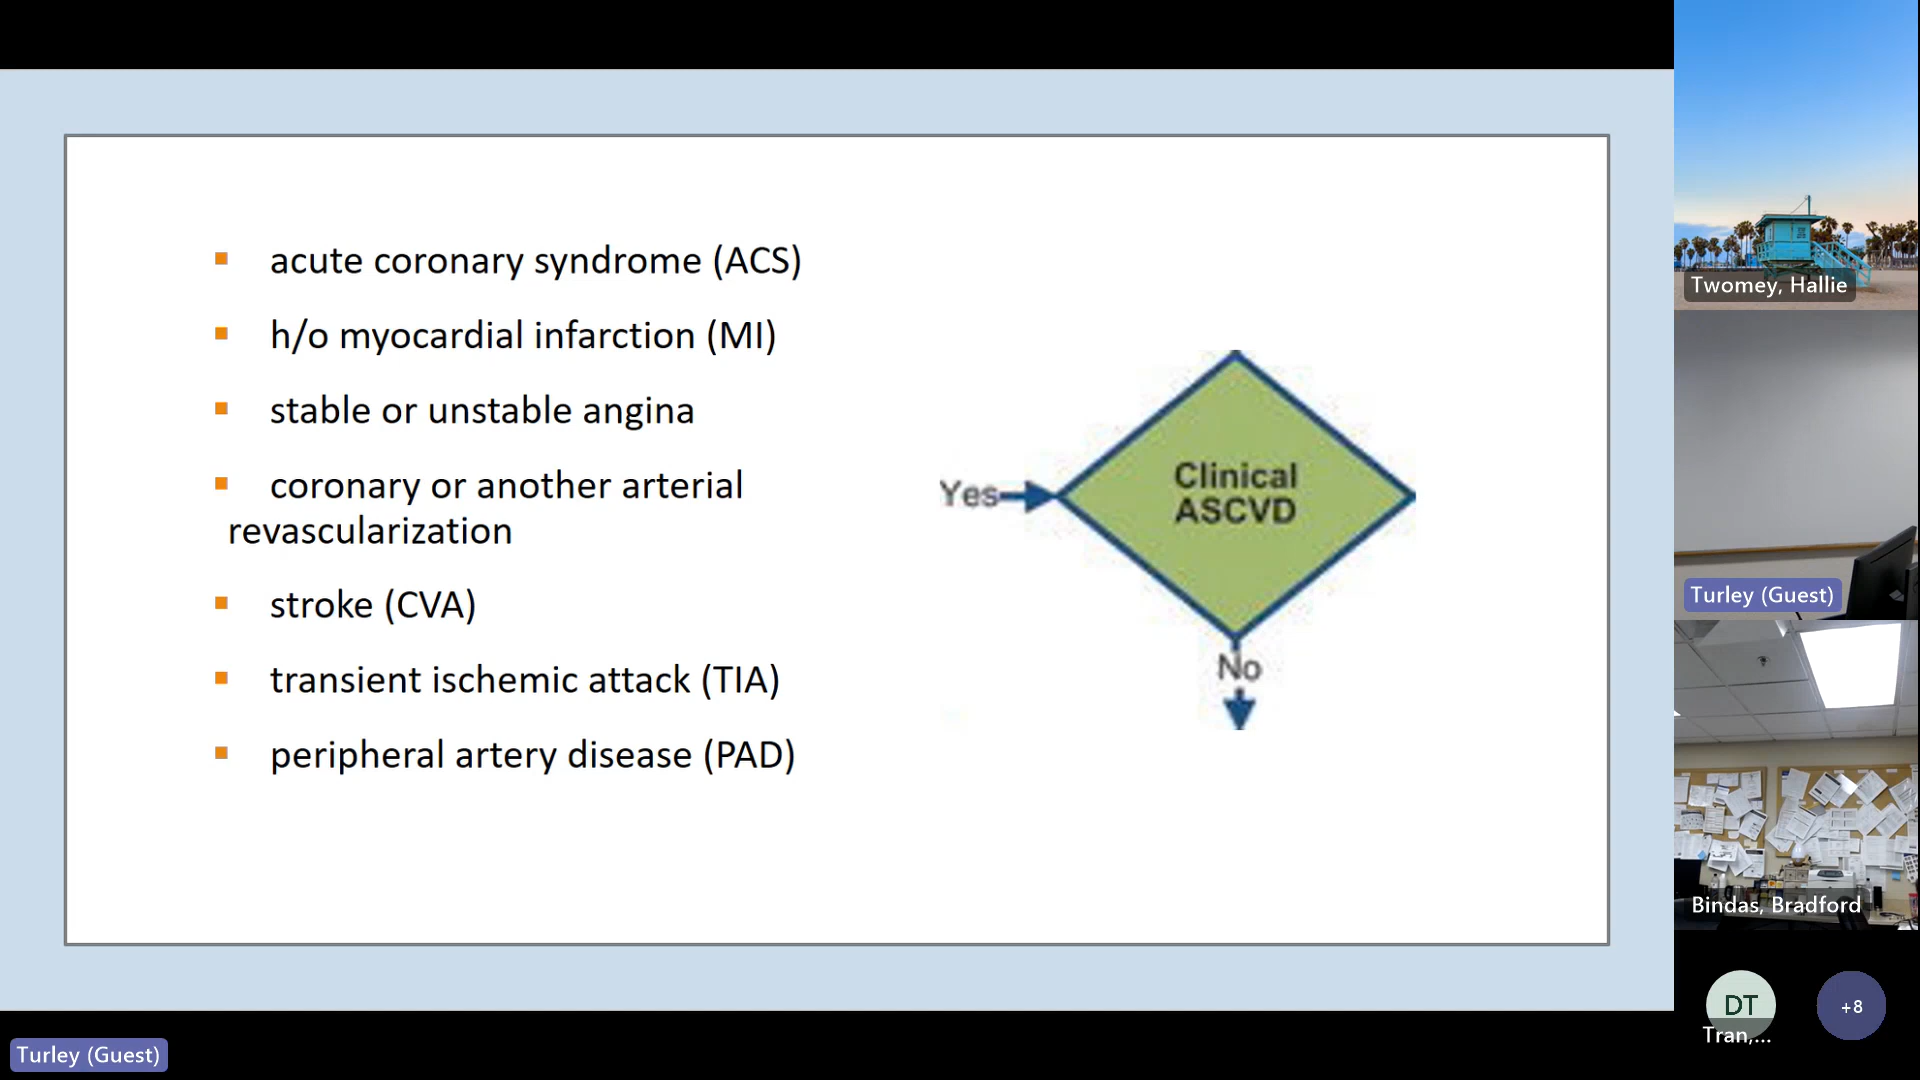 acute coronary syndrome (ACS)
h/o myocardial infarction (MI)
stable or unstable angina
coronary or another arterial
revascularization
stroke (CVA)
transient ischemic attack (TIA)
peripheral artery disease (PAD)
Yes
Clinical
ASCVD
No
Twomey, Hallie
Turley (Guest)
Bindas, Bradford
DT
Tran,...
+8
Turley (Guest)